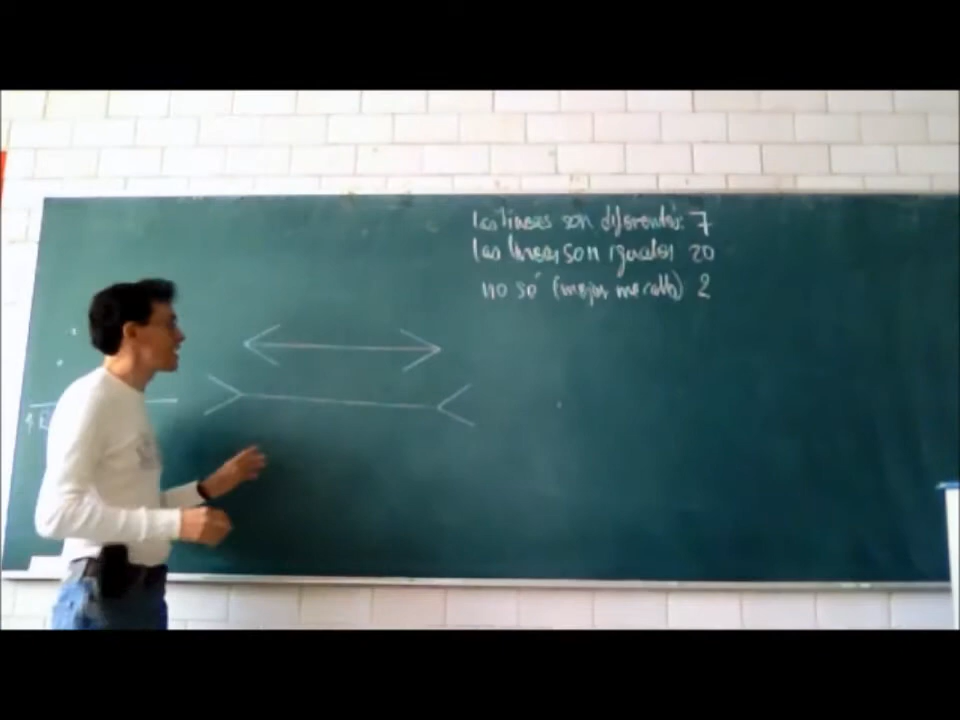 las líneas son diferentes: 7
las líneas son iguales 20
no sé (mejor me callo) 2